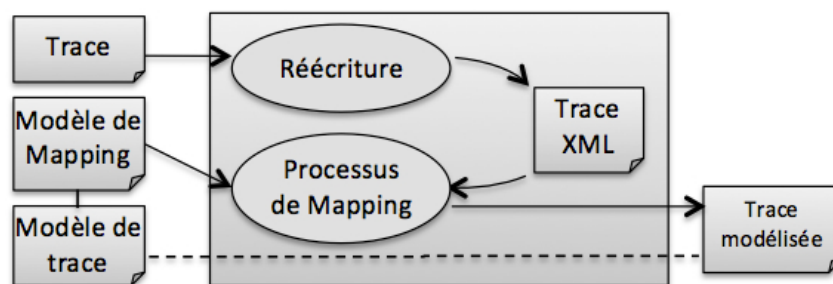 Trace
Réécriture
Modèle de
Mapping
Trace
XML
Processus
de Mapping
Modèle de
trace
Trace
modélisée